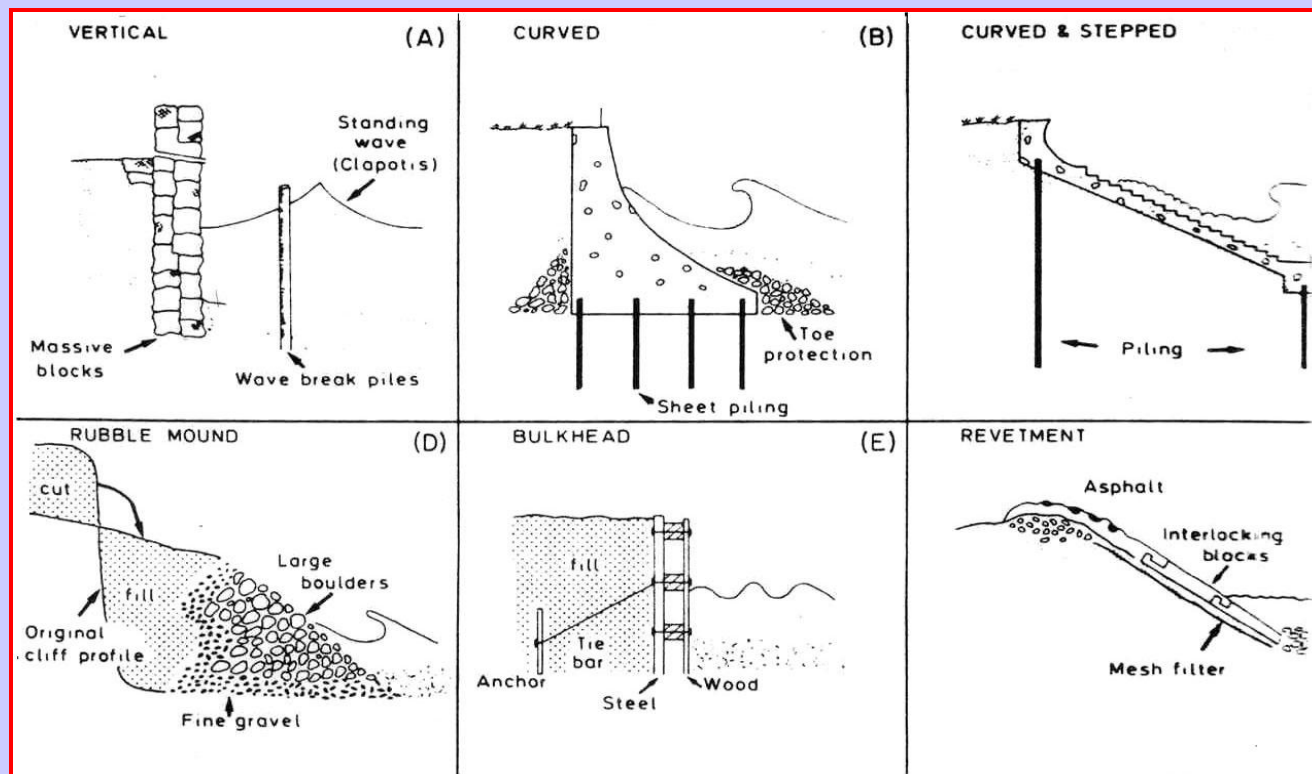 VERTICAL
(A)
Standing
wave
(Clapotis)
Massive
blocks
Wave break piles
CURVED
(B)
Toe
protection
Sheet piling
CURVED & STEPPED
Piling
RUBBLE MOUND
(D)
cut
fill
Large
boulders
Original
cliff profile
Fine gravel
BULKHEAD
(E)
fill
Tie
bar
Anchor
Steel
Wood
REVETMENT
Asphalt
Interlocking
blocks
Mesh filter